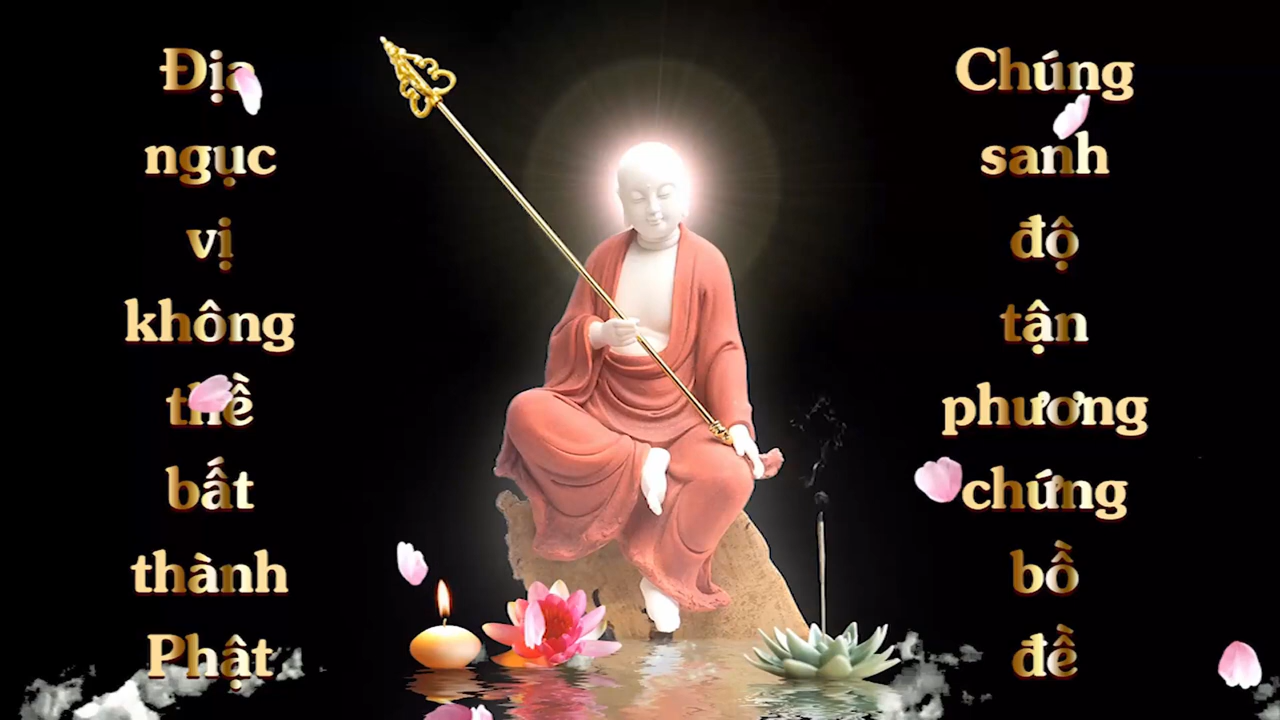 Địa
ngục
vị
không
thề
bất
thành
Phật
Chúng
sanh
độ
tận
phương
chứng
bồ
đề